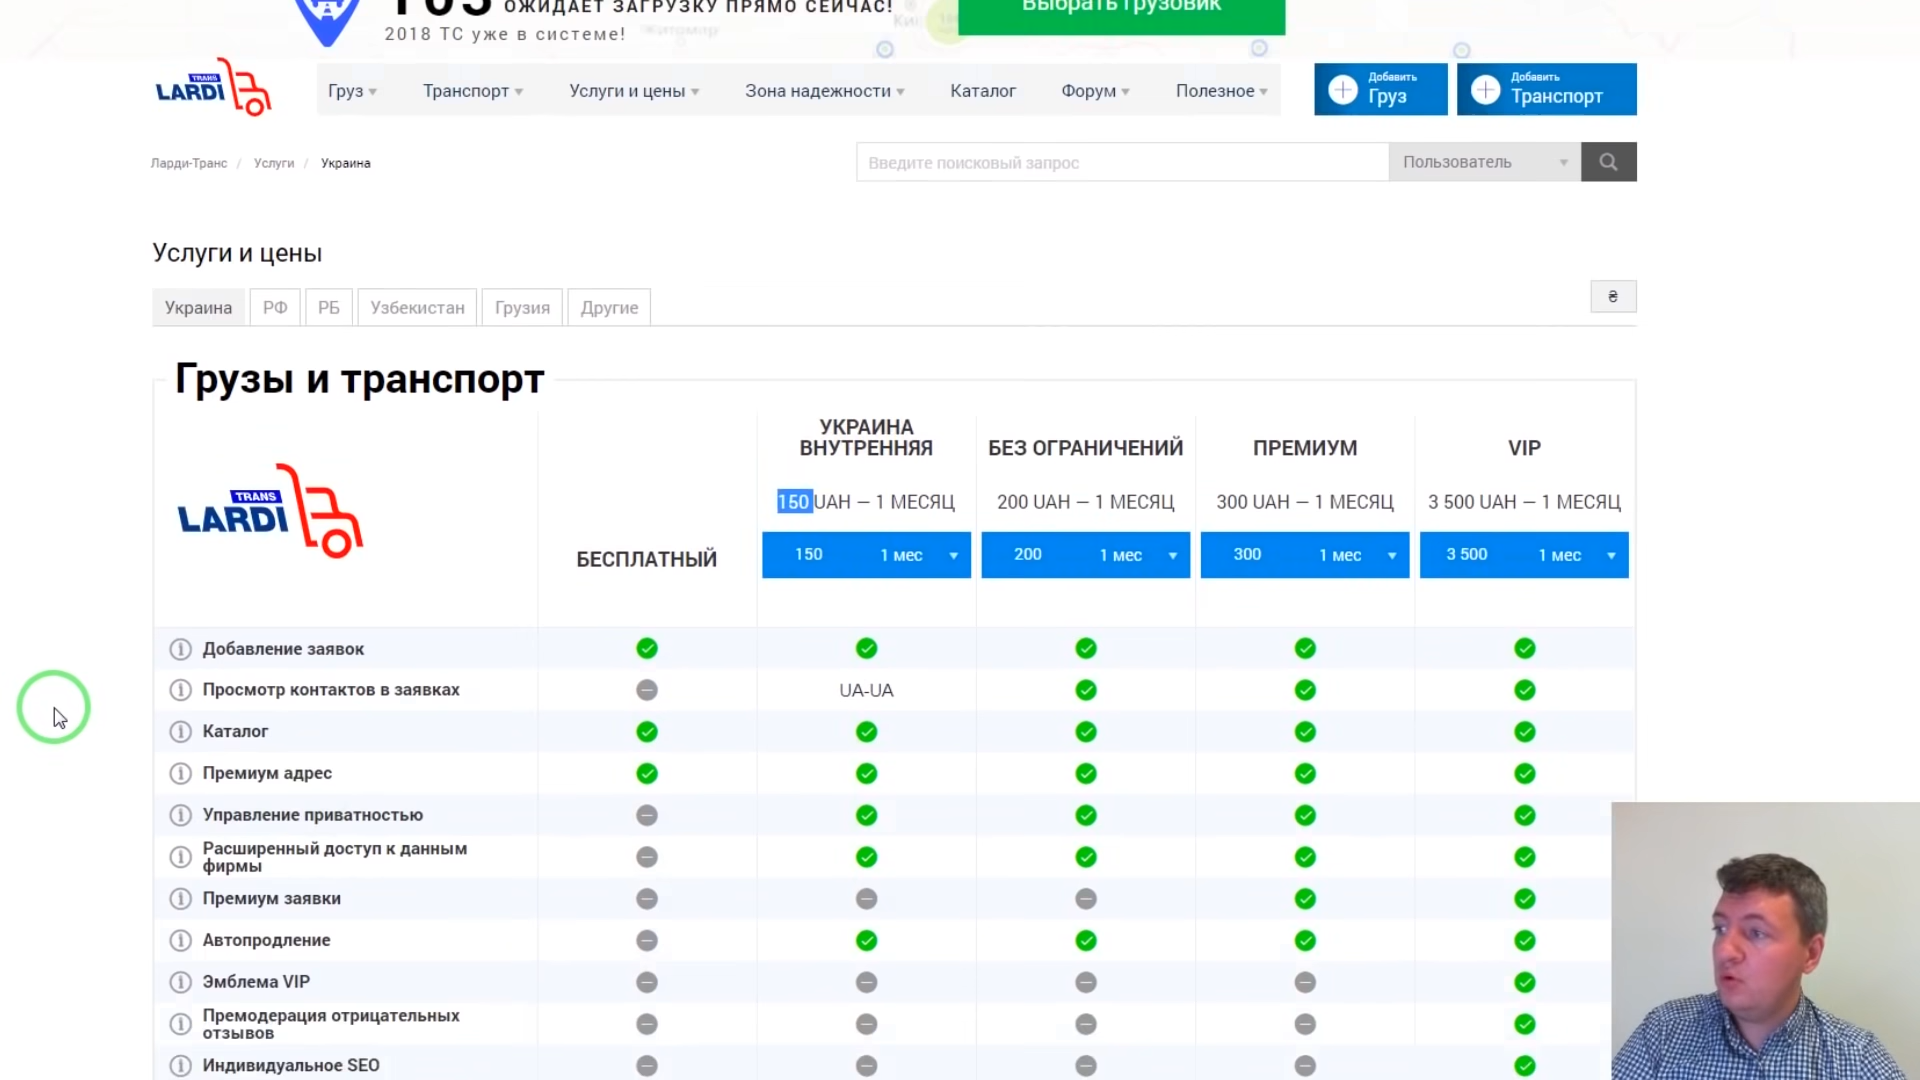 ОЖИДАЕТ ЗАГРУЗКУ ПРЯМО СЕЙЧАС!
Выбрать грузовик
2018 ТС уже в системе!
Житомир
TRANS
LARDI
Груз
Транспорт
Услуги и цены
Зона надежности
Каталог
Форум
Полезное
Добавить
Груз
Добавить
Транспорт
Ларди-Транс / Услуги / Украина
Введите поисковый запрос
Пользователь
Услуги и цены
Украина
РФ
РБ
Узбекистан
Грузия
Другие
₴
Грузы и транспорт
TRANS
LARDI
БЕСПЛАТНЫЙ
УКРАИНА
ВНУТРЕННЯЯ
150 UAH — 1 МЕСЯЦ
150 1 мес
БЕЗ ОГРАНИЧЕНИЙ
200 UAH — 1 МЕСЯЦ
200 1 мес
ПРЕМИУМ
300 UAH — 1 МЕСЯЦ
300 1 мес
VIP
3 500 UAH — 1 МЕСЯЦ
3 500 1 мес
Добавление заявок
Просмотр контактов в заявках
UA-UA
Каталог
Премиум адрес
Управление приватностью
Расширенный доступ к данным
фирмы
Премиум заявки
Автопродление
Эмблема VIP
Премодерация отрицательных
отзывов
Индивидуальное SEO